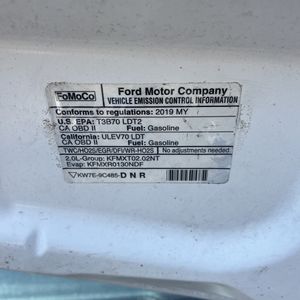 FoMoCo
Ford Motor Company
VEHICLE EMISSION CONTROL INFORMATION
Conforms to regulations: 2019 MY
U.S. EPA: T3B70 LDT2
CA OBD II Fuel: Gasoline
California: ULEV70 LDT
CA OBD II Fuel: Gasoline
TWC/HO2S/EGR/DFI/WR-HO2S No adjustments needed.
2.0L-Group: KFMXT02.02NT
Evap: KFMXR0130NDF
KW7E-9C485-DNR